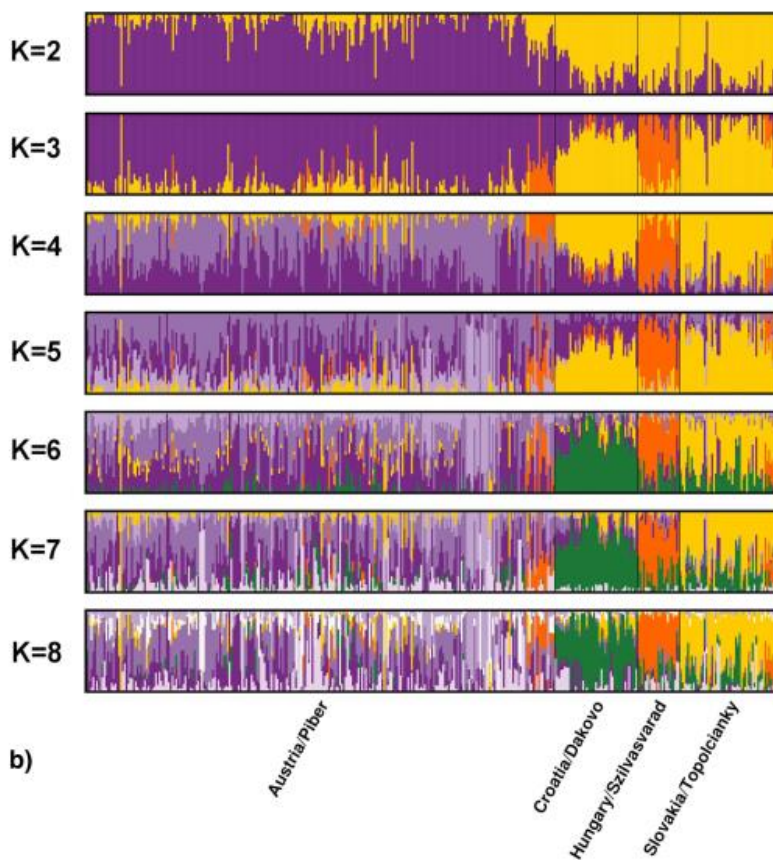 K=2
K=3
K=4
K=5
K=6
K=7
K=8
b)
Austria/Piber
Croatia/Dakovo
Hungary/Szilvasvarad
Slovakia/Topolcianky